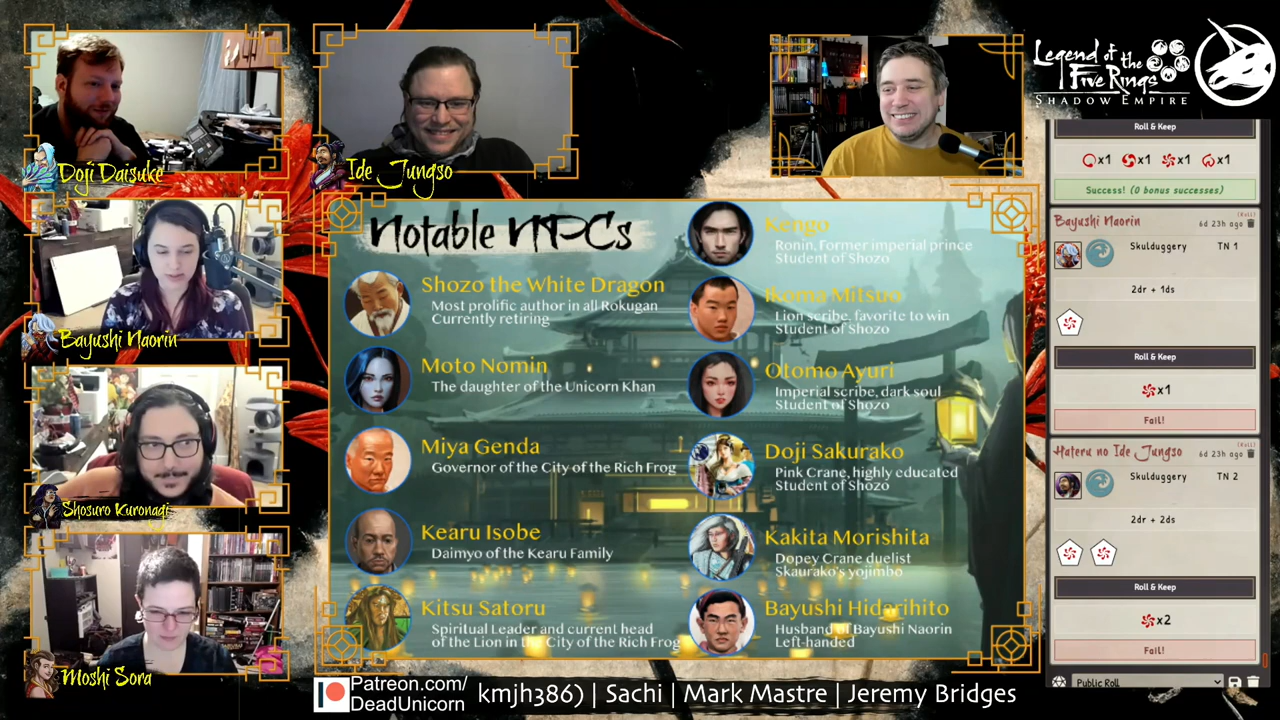 Doji Daisuke
Ide Jungso
Bayushi Naorin
Shosuro Kuronagi
Moshi Sora
Legend of the
Five Rings
SHADOW EMPIRE
Notable NPCs
Shozo the White Dragon
Most prolific author in all Rokugan
Currently retiring
Moto Nomin
The daughter of the Unicorn Khan
Miya Genda
Governor of the City of the Rich Frog
Kearu Isobe
Daimyo of the Kearu Family
Kitsu Satoru
Spiritual Leader and current head
of the Lion in the City of the Rich Frog
Kengo
Ronin, Former imperial prince
Student of Shozo
Ikoma Mitsuo
Lion scribe, favorite to win
Student of Shozo
Otomo Ayuri
Imperial scribe, dark soul
Student of Shozo
Doji Sakurako
Pink Crane, highly educated
Student of Shozo
Kakita Morishita
Dopey Crane duelist
Skaurako's yojimbo
Bayushi Hidarihito
Husband of Bayushi Naorin
Left-handed
Roll & Keep
x1 x1 x1 x1
Success! (0 bonus successes)
(Roll)
Bayushi Naorin 6d 23h ago
Skulduggery TN 1
2dr + 1ds
Roll & Keep
x1
Fail!
(Roll)
Hateru no Ide Jungso 6d 23h ago
Skulduggery TN 2
2dr + 2ds
Roll & Keep
x2
Fail!
Public Roll
Patreon.com/
DeadUnicorn
kmjh386) | Sachi | Mark Mastre | Jeremy Bridges